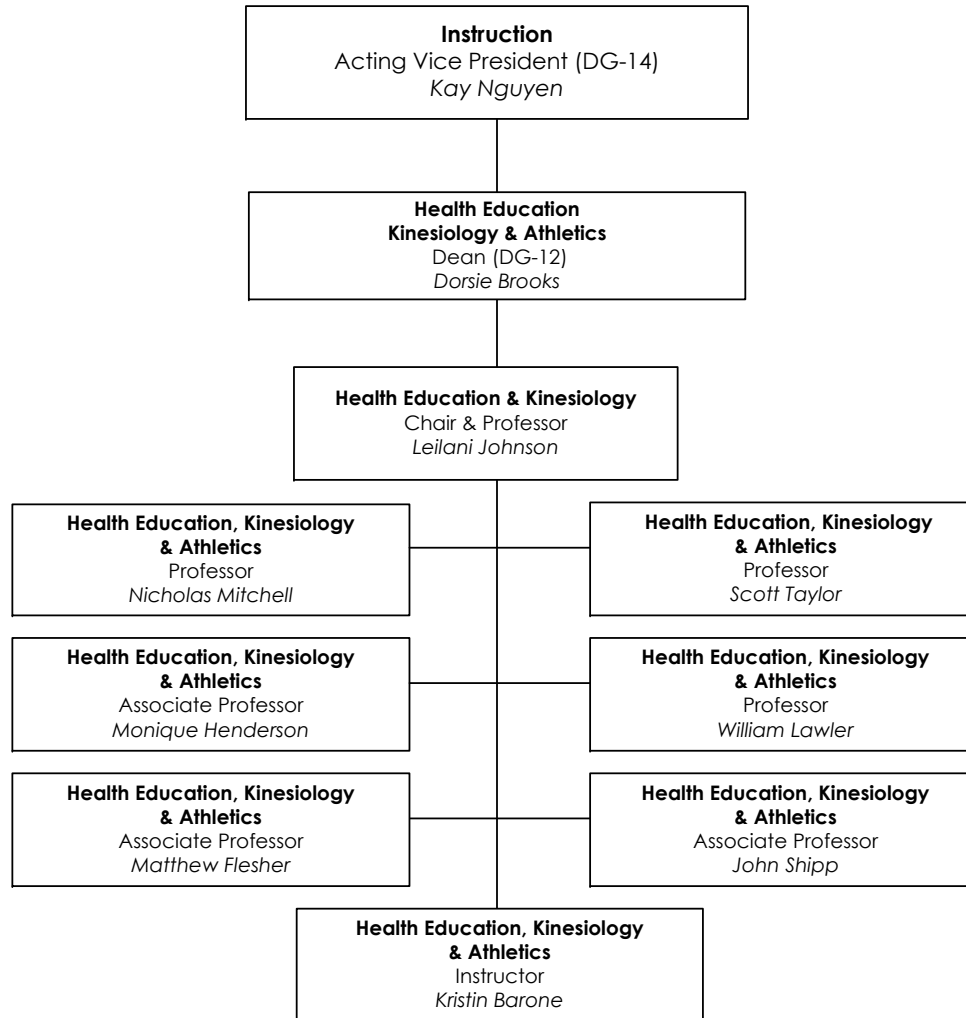 Instruction
Acting Vice President (DG-14)
Kay Nguyen
Health Education
Kinesiology & Athletics
Dean (DG-12)
Dorsie Brooks
Health Education & Kinesiology
Chair & Professor
Leilani Johnson
Health Education, Kinesiology
& Athletics
Professor
Nicholas Mitchell
Health Education, Kinesiology
& Athletics
Professor
Scott Taylor
Health Education, Kinesiology
& Athletics
Associate Professor
Monique Henderson
Health Education, Kinesiology
& Athletics
Professor
William Lawler
Health Education, Kinesiology
& Athletics
Associate Professor
Matthew Flesher
Health Education, Kinesiology
& Athletics
Associate Professor
John Shipp
Health Education, Kinesiology
& Athletics
Instructor
Kristin Barone